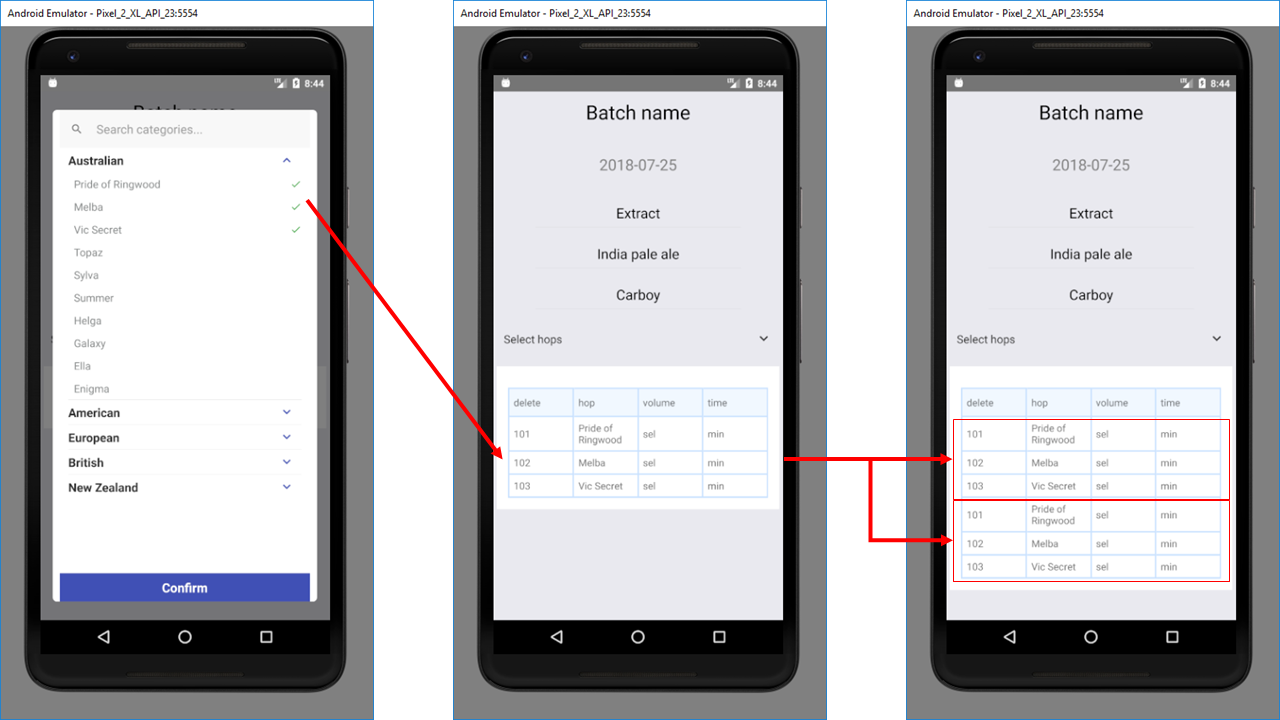 Android Emulator - Pixel_2_XL_API_23:5554
LTE 8:44
Batch name
Search categories...
Australian
Pride of Ringwood
Melba
Vic Secret
Topaz
Sylva
Summer
Helga
Galaxy
Ella
Enigma
American
European
British
New Zealand
Confirm
Android Emulator - Pixel_2_XL_API_23:5554
LTE 8:44
Batch name
2018-07-25
Extract
India pale ale
Carboy
Select hops
delete hop volume time
101 Pride of Ringwood sel min
102 Melba sel min
103 Vic Secret sel min
Android Emulator - Pixel_2_XL_API_23:5554
LTE 8:44
Batch name
2018-07-25
Extract
India pale ale
Carboy
Select hops
delete hop volume time
101 Pride of Ringwood sel min
102 Melba sel min
103 Vic Secret sel min
101 Pride of Ringwood sel min
102 Melba sel min
103 Vic Secret sel min